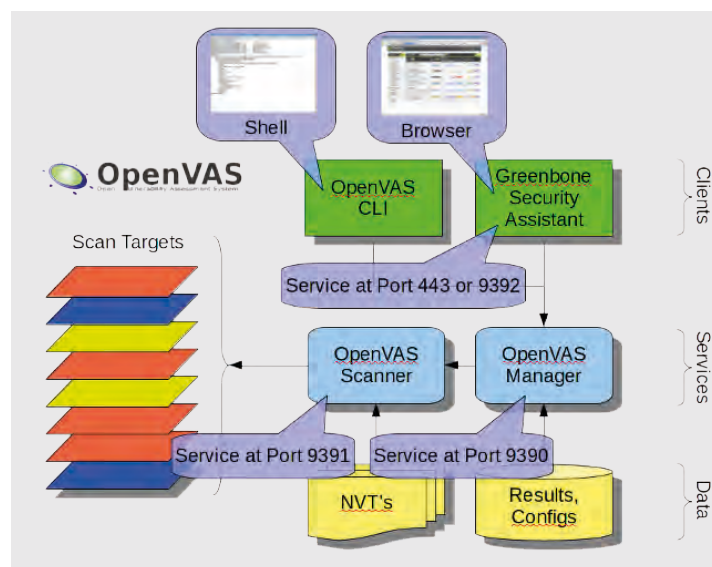 Shell
Browser
OpenVAS
OpenVAS
CLI
Greenbone
Security
Assistant
Clients
Scan Targets
Service at Port 443 or 9392
OpenVAS
Scanner
OpenVAS
Manager
Services
Service at Port 9391
Service at Port 9390
NVT's
Results,
Configs
Data